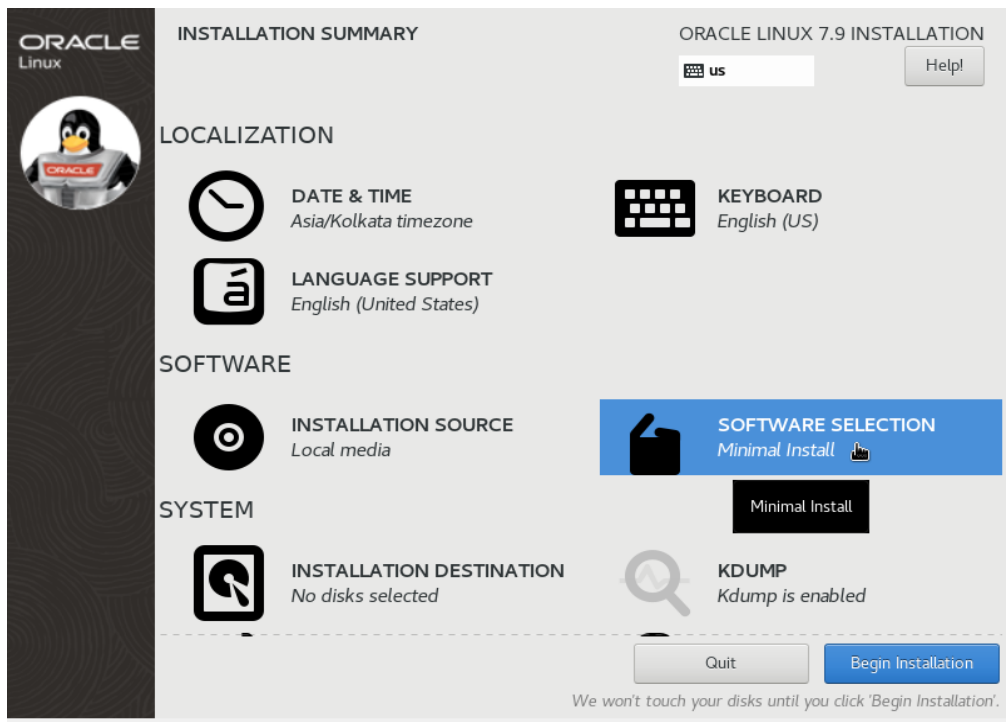 ORACLE
Linux
ORACLE
INSTALLATION SUMMARY
ORACLE LINUX 7.9 INSTALLATION
us
Help!
LOCALIZATION
DATE & TIME
Asia/Kolkata timezone
KEYBOARD
English (US)
á
LANGUAGE SUPPORT
English (United States)
SOFTWARE
INSTALLATION SOURCE
Local media
SOFTWARE SELECTION
Minimal Install
Minimal Install
SYSTEM
INSTALLATION DESTINATION
No disks selected
KDUMP
Kdump is enabled
Quit
Begin Installation
We won't touch your disks until you click 'Begin Installation'.